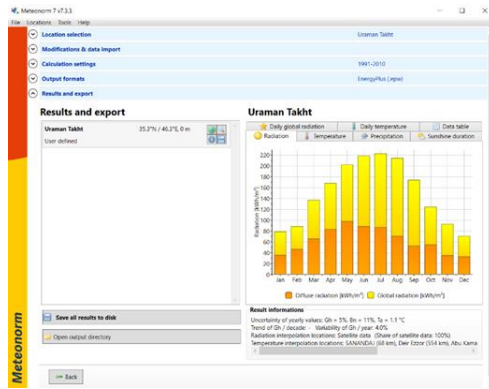 Meteonorm 7 v7.3.3
File Locations Tools Help
Location selection Uraman Takht
Modifications & data import
Calculation settings 1991-2010
Output formats EnergyPlus (.epw)
Results and export
Results and export
Uraman Takht 35.3°N / 46.3°E, 0 m
User defined
Save all results to disk
Open output directory
Back
Meteonorm
Uraman Takht
Daily global radiation Daily temperature Data table
Radiation Temperature Precipitation Sunshine duration
Radiation [kWh/m²]
220
200
180
160
140
120
100
80
60
40
20
0
Jan Feb Mar Apr May Jun Jul Aug Sep Oct Nov Dec
Diffuse radiation [kWh/m²] Global radiation [kWh/m²]
Result informations
Uncertainty of yearly values: Gh = 5%, Bn = 11%, Ta = 1.1 °C
Trend of Gh / decade: - Variability of Gh / year: 4.0%
Radiation interpolation locations: Satellite data (Share of satellite data: 100%)
Temperature interpolation locations: SANANDAJ (68 km), Deir Ezzor (554 km), Abu Kama